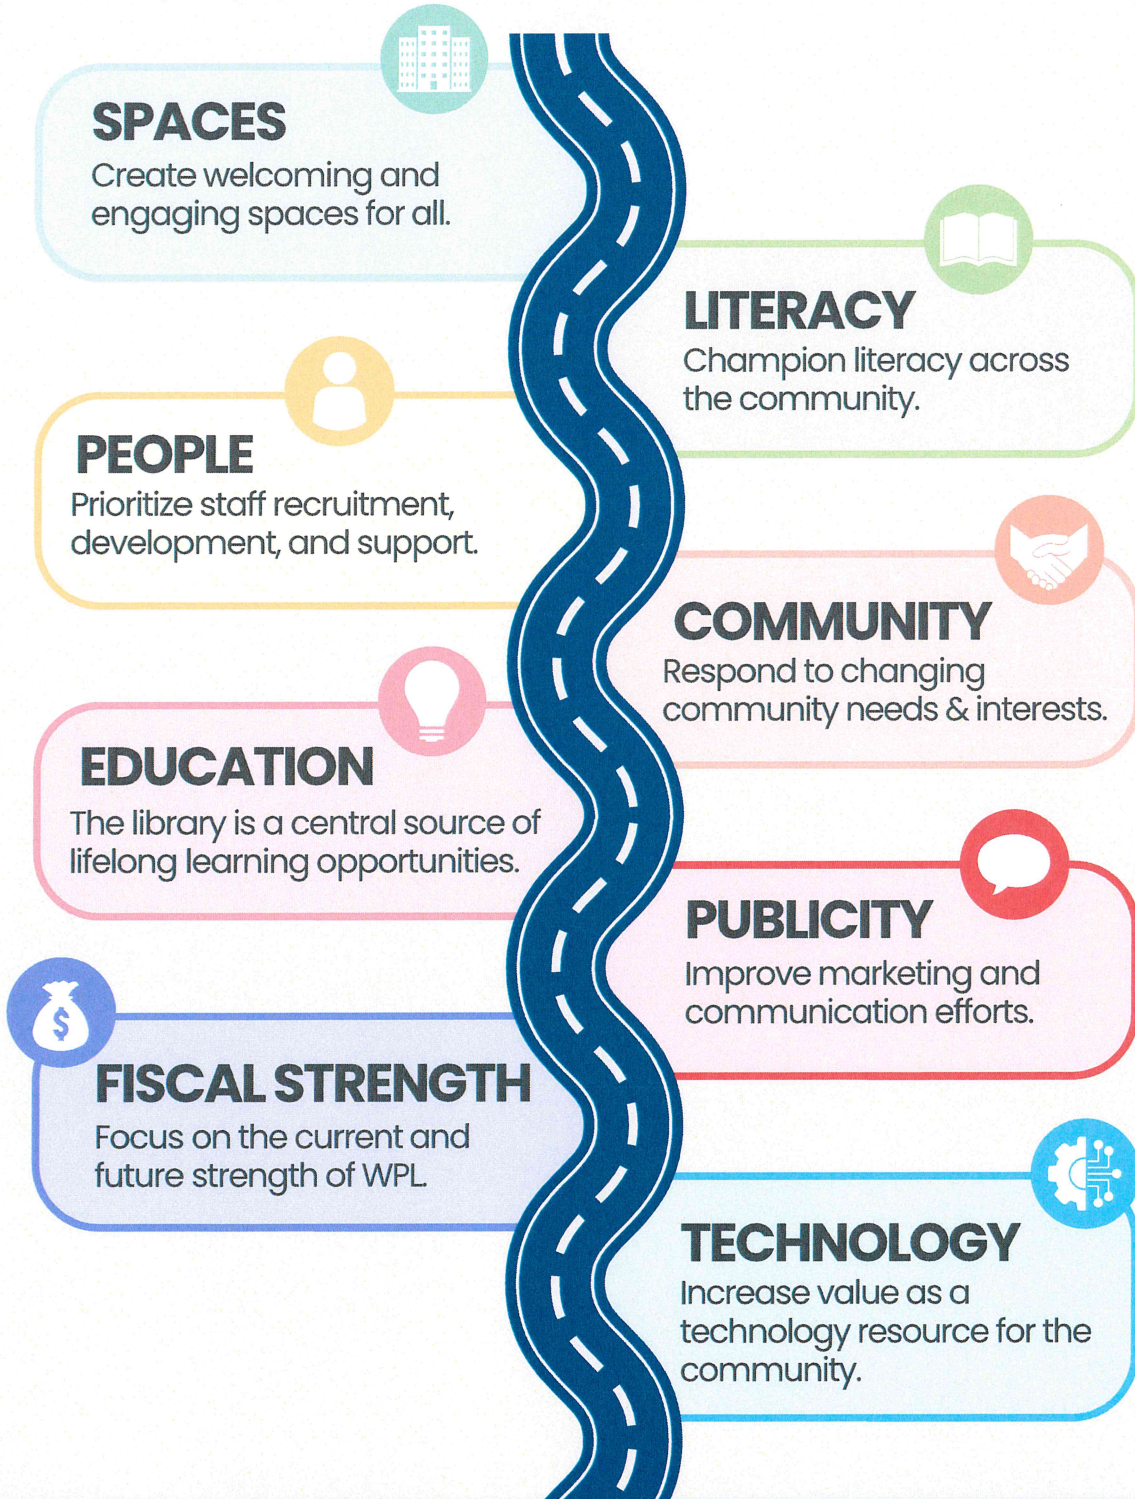 SPACES
Create welcoming and
engaging spaces for all.
LITERACY
Champion literacy across
the community.
PEOPLE
Prioritize staff recruitment,
development, and support.
COMMUNITY
Respond to changing
community needs & interests.
EDUCATION
The library is a central source of
lifelong learning opportunities.
PUBLICITY
Improve marketing and
communication efforts.
$
FISCAL STRENGTH
Focus on the current and
future strength of WPL.
TECHNOLOGY
Increase value as a
technology resource for the
community.